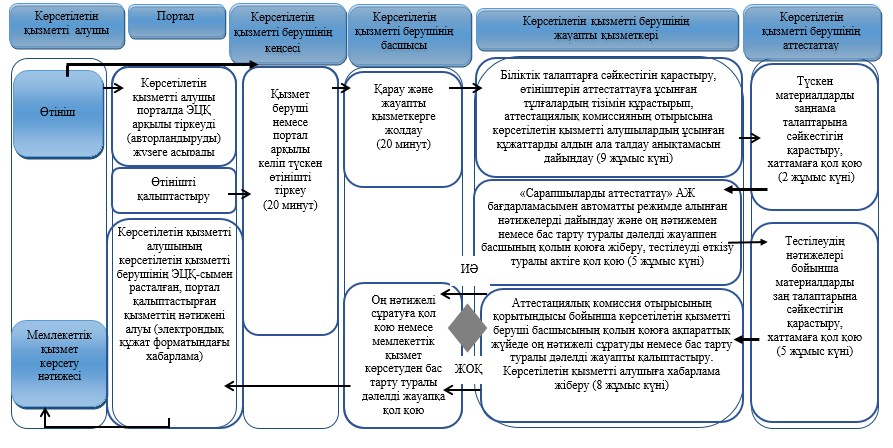 Көрсетілетін
қызметті алушы
Портал
Көрсетілетін
қызметті берушінің
кеңсесі
Көрсетілетін
қызметті берушінің
басшысы
Көрсетілетін қызметті берушінің
жауапты қызметкері
Көрсетілетін
қызметті берушінің
аттестаттау
Өтініш
Көрсетілетін
қызметті алушы
порталда ЭЦҚ
арқылы тіркеуді
(авторландыруды)
жүзеге асырады
Өтінішті
қалыптастыру
Көрсетілетін қызметті
алушының
көрсетілетін қызметті
берушінің ЭЦҚ-сымен
расталған, портал
қалыптастырған
қызметтің нәтижені
алуы (электрондық
құжат форматындағы
хабарлама)
Мемлекеттік
қызмет
көрсету
нәтижесі
Қызмет
беруші
немесе
портал
арқылы
келіп түскен
өтінішті
тіркеу
(20 минут)
Қарау және
жауапты
қызметкерге
жолдау
(20 минут)
Оң нәтижелі
сұратуға қол
қою немесе
мемлекеттік
қызмет
көрсетуден бас
тарту туралы
дәлелді жауапқа
қол қою
Біліктік талаптарға сәйкестігін қарастыру,
өтініштерін аттестаттауға ұсынған
тұлғалардың тізімін құрастырып,
аттестациялық комиссияның отырысына
көрсетілетін қызметті алушылардың ұсынған
құжаттарды алдын ала талдау анықтамасын
дайындау (9 жұмыс күні)
«Сарапшыларды аттестаттау» АЖ
бағдарламасымен автоматты режимде алынған
нәтижелерді дайындау және оң нәтижемен
немесе бас тарту туралы дәлелді жауаппен
басшының қолын қоюға жіберу, тестілеуді өткізу
туралы актіге қол қою (5 жұмыс күні)
ИӘ
ЖОҚ
Аттестациялық комиссия отырысының
қорытындысы бойынша көрсетілетін қызметті
беруші басшысының қолын қоюға ақпараттық
жүйеде оң нәтижелі сұратуды немесе бас тарту
туралы дәлелді жауапты қалыптастыру.
Көрсетілетін қызметті алушыға хабарлама
жіберу (8 жұмыс күні)
Түскен
материалдарды
заңнама
талаптарына
сәйкестігін
қарастыру,
хаттамаға қол қою
(2 жұмыс күні)
Тестілеудің
нәтижелері
бойынша
материалдарды
заң талаптарына
сәйкестігін
қарастыру,
хаттамаға қол қою
(5 жұмыс күні)